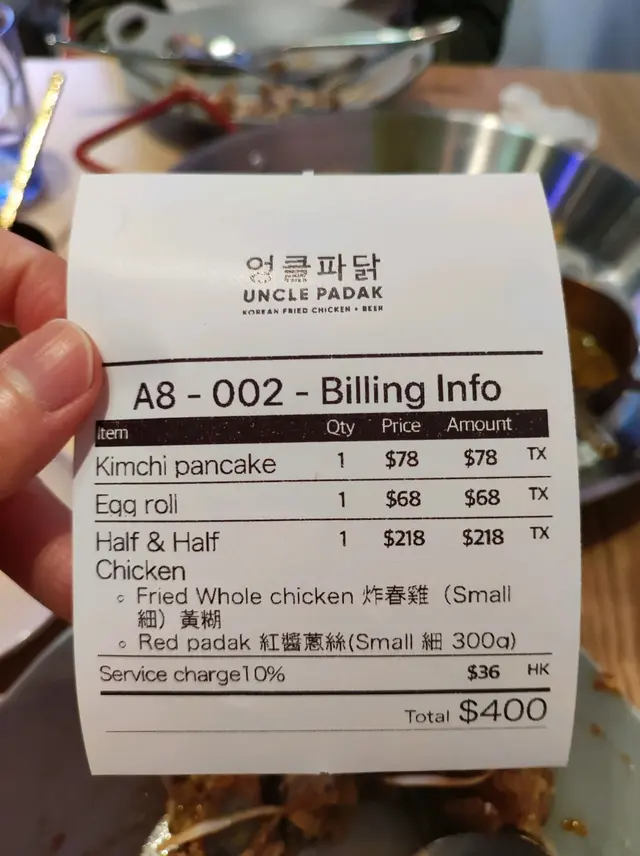 엉클파닭
UNCLE PADAK
KOREAN FRIED CHICKEN • BEER
A8 - 002 - Billing Info
Item Qty Price Amount
Kimchi pancake 1 $78 $78 TX
Egg roll 1 $68 $68 TX
Half & Half 1 $218 $218 TX
Chicken
◦ Fried Whole chicken 炸春雞（Small
細）黃糊
◦ Red padak 紅醬蔥絲(Small 細 300g)
Service charge10% $36 HK
Total $400